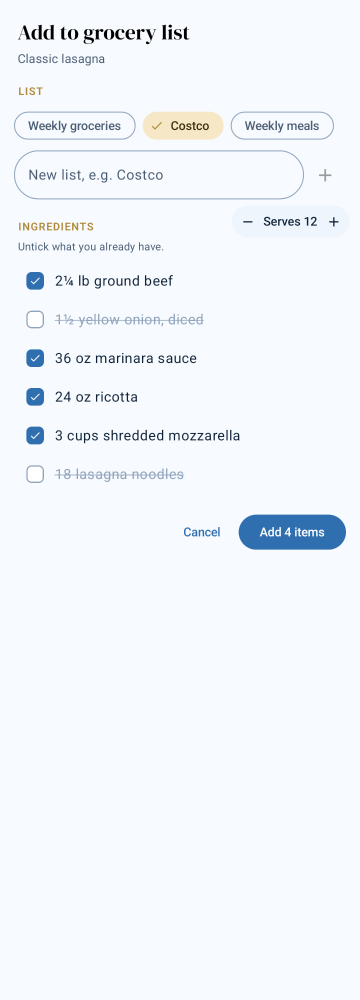 Add to grocery list
Classic lasagna
LIST
Weekly groceries
Costco
Weekly meals
New list, e.g. Costco
Serves 12
INGREDIENTS
Untick what you already have.
2¼ lb ground beef
1½ yellow onion, diced
36 oz marinara sauce
24 oz ricotta
3 cups shredded mozzarella
18 lasagna noodles
Cancel
Add 4 items